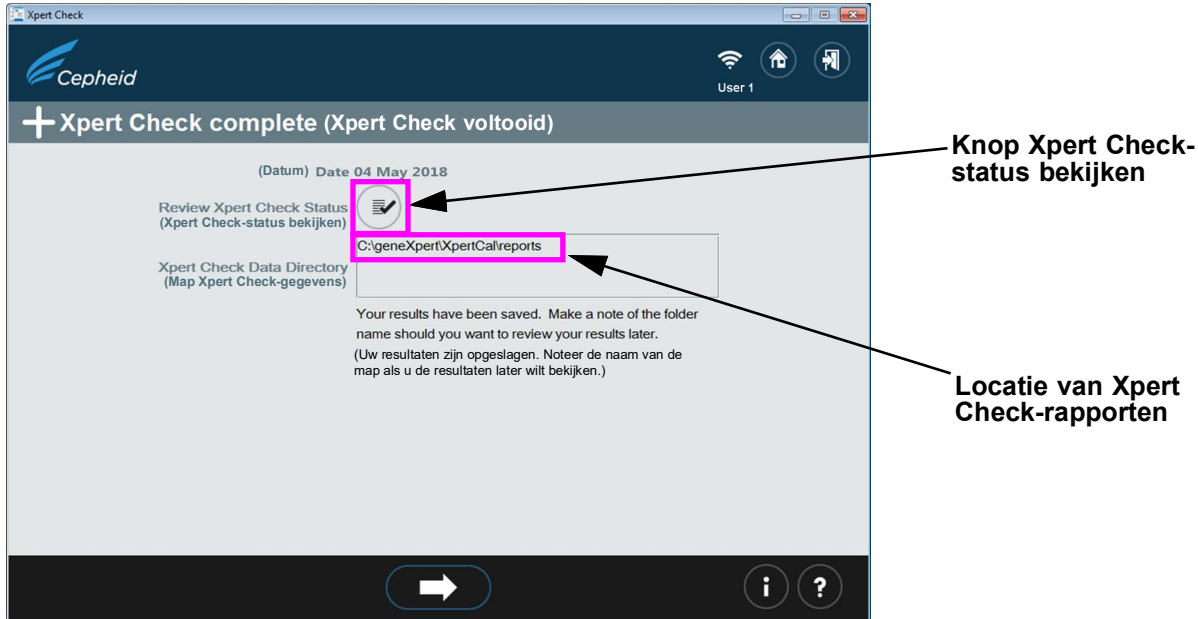 Xpert Check
Cepheid
User 1
Xpert Check complete (Xpert Check voltooid)
(Datum) Date 04 May 2018
Review Xpert Check Status
(Xpert Check-status bekijken)
C:\geneXpert\XpertCal\reports
Xpert Check Data Directory
(Map Xpert Check-gegevens)
Your results have been saved. Make a note of the folder
name should you want to review your results later.
(Uw resultaten zijn opgeslagen. Noteer de naam van de
map als u de resultaten later wilt bekijken.)
i ?
Knop Xpert Check-
status bekijken
Locatie van Xpert
Check-rapporten